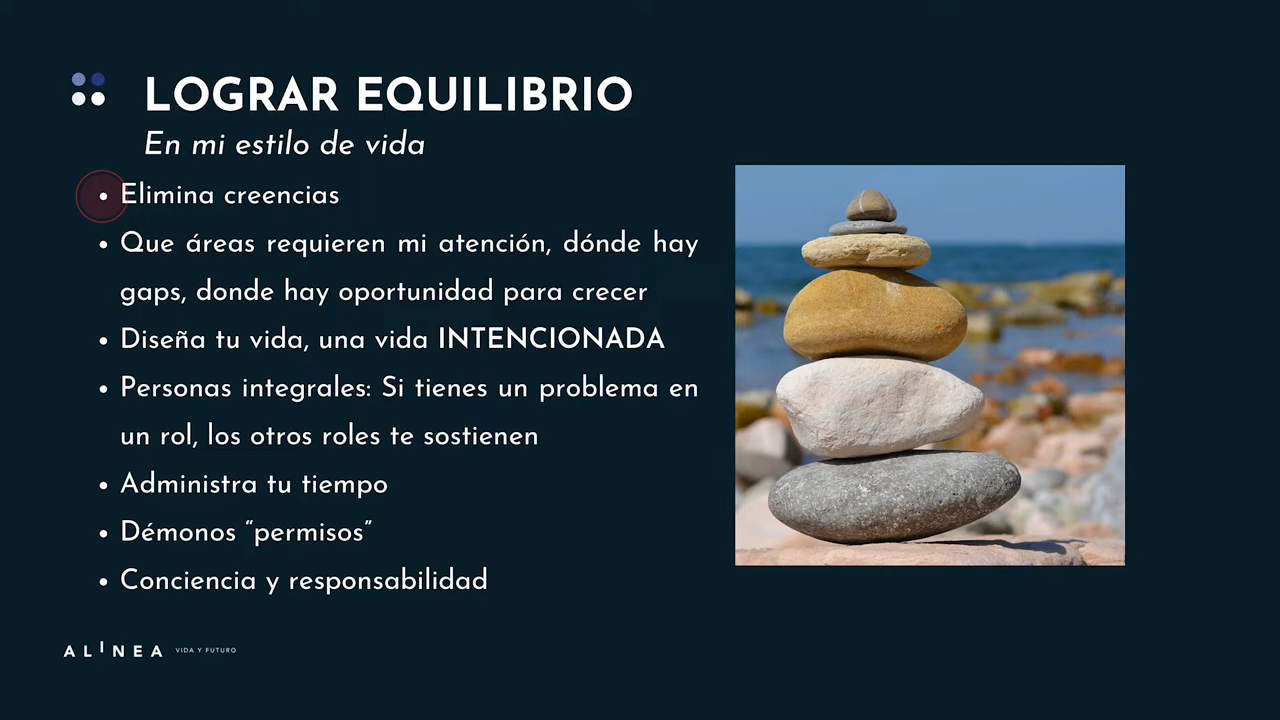 LOGRAR EQUILIBRIO
En mi estilo de vida
• Elimina creencias
• Que áreas requieren mi atención, dónde hay
gaps, donde hay oportunidad para crecer
• Diseña tu vida, una vida INTENCIONADA
• Personas integrales: Si tienes un problema en
un rol, los otros roles te sostienen
• Administra tu tiempo
• Démonos “permisos”
• Conciencia y responsabilidad
ALINEA VIDA Y FUTURO